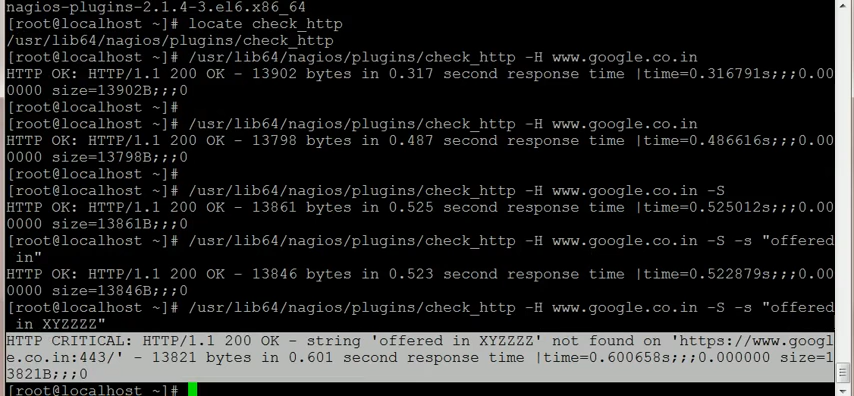 nagios-plugins-2.1.4-3.el6.x86_64
[root@localhost ~]# locate check_http
/usr/lib64/nagios/plugins/check_http
[root@localhost ~]# /usr/lib64/nagios/plugins/check_http -H www.google.co.in
HTTP OK: HTTP/1.1 200 OK - 13902 bytes in 0.317 second response time |time=0.316791s;;;0.00
0000 size=13902B;;;0
[root@localhost ~]#
[root@localhost ~]# /usr/lib64/nagios/plugins/check_http -H www.google.co.in
HTTP OK: HTTP/1.1 200 OK - 13798 bytes in 0.487 second response time |time=0.486616s;;;0.00
0000 size=13798B;;;0
[root@localhost ~]#
[root@localhost ~]# /usr/lib64/nagios/plugins/check_http -H www.google.co.in -S
HTTP OK: HTTP/1.1 200 OK - 13861 bytes in 0.525 second response time |time=0.525012s;;;0.00
0000 size=13861B;;;0
[root@localhost ~]# /usr/lib64/nagios/plugins/check_http -H www.google.co.in -S -s "offered
in"
HTTP OK: HTTP/1.1 200 OK - 13846 bytes in 0.523 second response time |time=0.522879s;;;0.00
0000 size=13846B;;;0
[root@localhost ~]# /usr/lib64/nagios/plugins/check_http -H www.google.co.in -S -s "offered
in XYZZZZ"
HTTP CRITICAL: HTTP/1.1 200 OK - string 'offered in XYZZZZ' not found on 'https://www.googl
e.co.in:443/' - 13821 bytes in 0.601 second response time |time=0.600658s;;;0.000000 size=1
3821B;;;0
[root@localhost ~]#